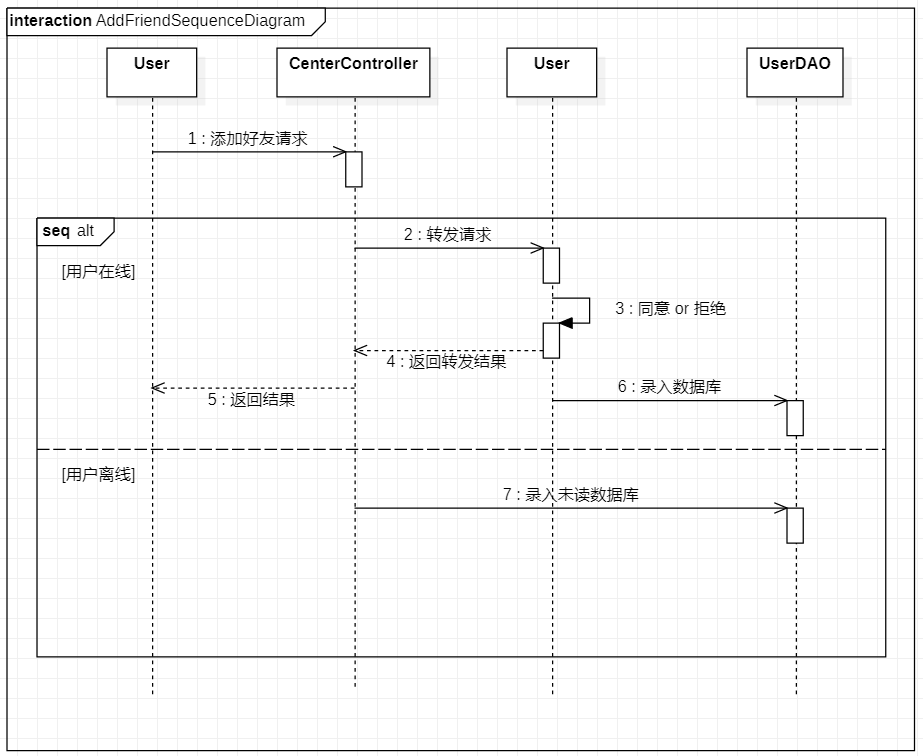 interaction AddFriendSequenceDiagram
User
CenterController
User
UserDAO
1 : 添加好友请求
seq alt
2 : 转发请求
[用户在线]
3 : 同意 or 拒绝
4 : 返回转发结果
5 : 返回结果
6 : 录入数据库
[用户离线]
7 : 录入未读数据库